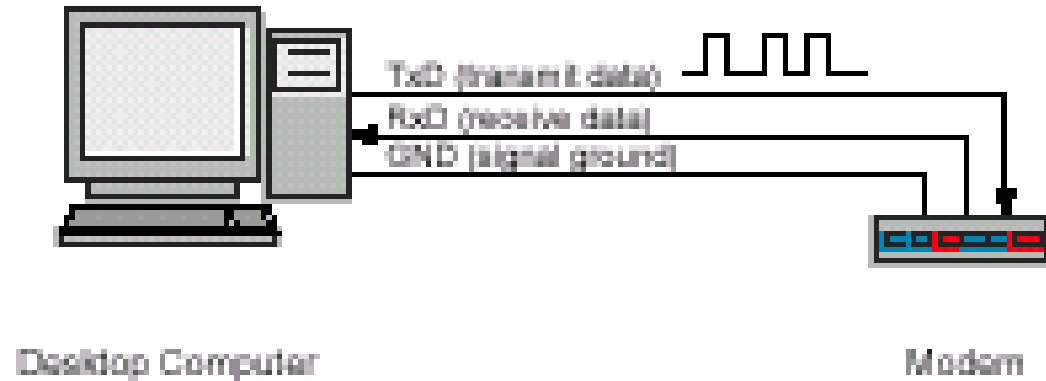 TxD (transmit data)
RxD (receive data)
GND (signal ground)
Desktop Computer
Modem